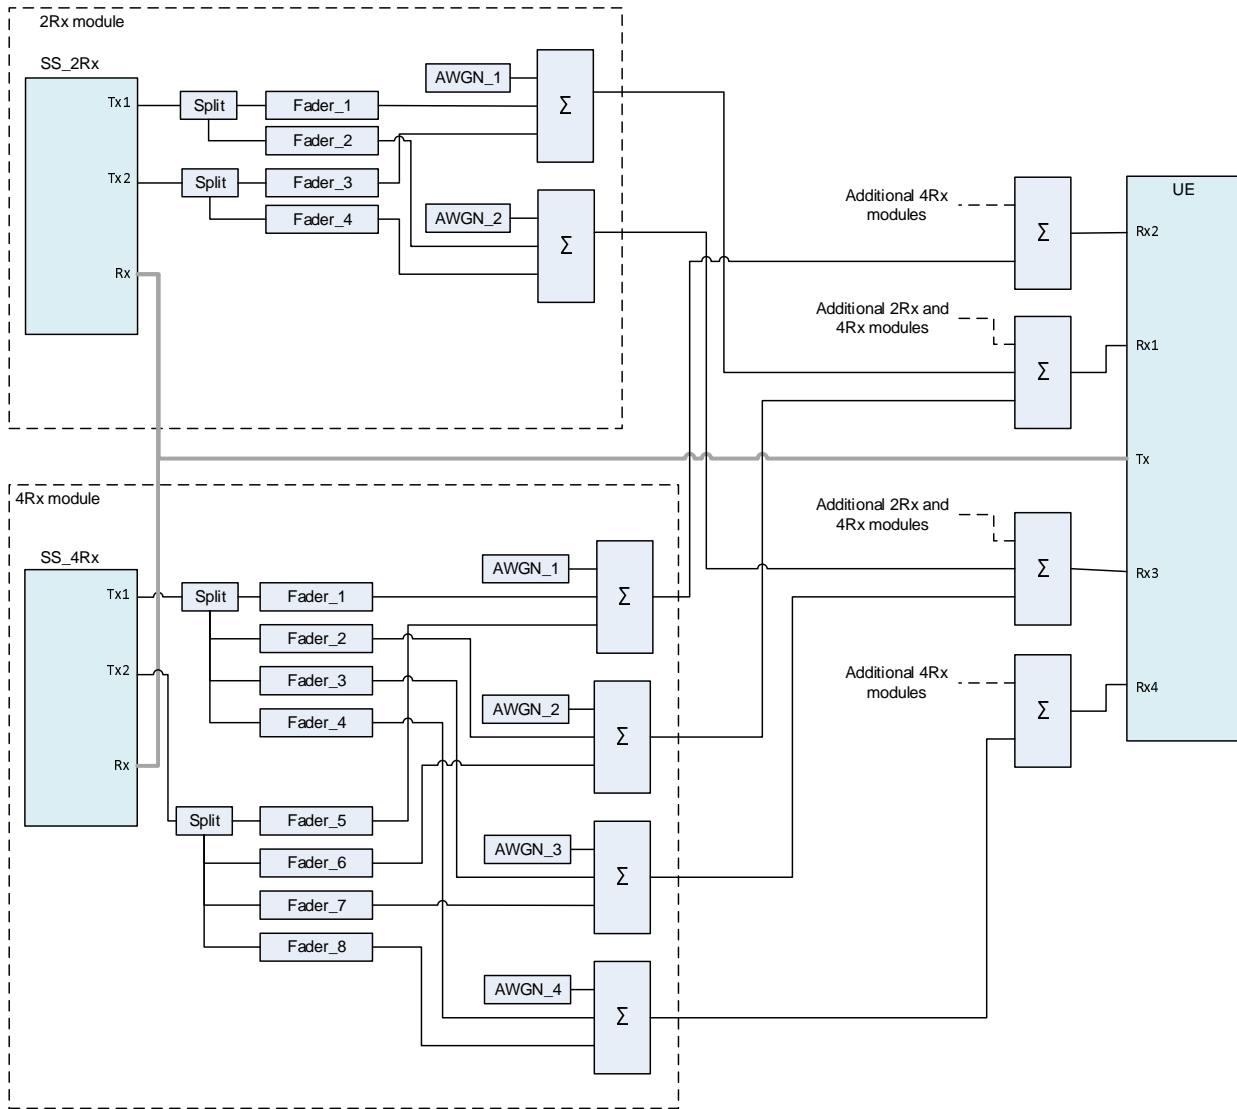 2Rx module
SS_2Rx
Tx1
Tx2
Rx
Split
Fader_1
Fader_2
Split
Fader_3
Fader_4
AWGN_1
Σ
AWGN_2
Σ
4Rx module
SS_4Rx
Tx1
Tx2
Rx
Split
Fader_1
Fader_2
Fader_3
Fader_4
Split
Fader_5
Fader_6
Fader_7
Fader_8
AWGN_1
Σ
AWGN_2
Σ
AWGN_3
Σ
AWGN_4
Σ
Additional 4Rx
modules
Σ
Additional 2Rx and
4Rx modules
Σ
Additional 2Rx and
4Rx modules
Σ
Additional 4Rx
modules
Σ
UE
Rx2
Rx1
Tx
Rx3
Rx4